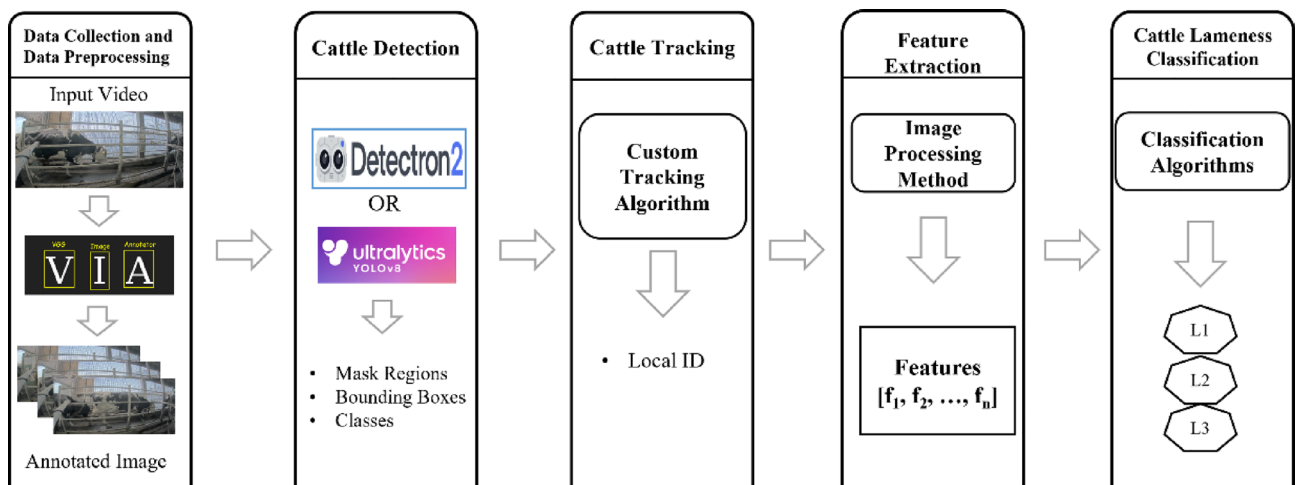 Data Collection and
Data Preprocessing
Input Video
VGG Image Annotator
V I A
Annotated Image
Cattle Detection
Detectron2
OR
ultralytics
YOLOv8
• Mask Regions
• Bounding Boxes
• Classes
Cattle Tracking
Custom
Tracking
Algorithm
• Local ID
Feature
Extraction
Image
Processing
Method
Features
[f₁, f₂, …, fₙ]
Cattle Lameness
Classification
Classification
Algorithms
L1
L2
L3